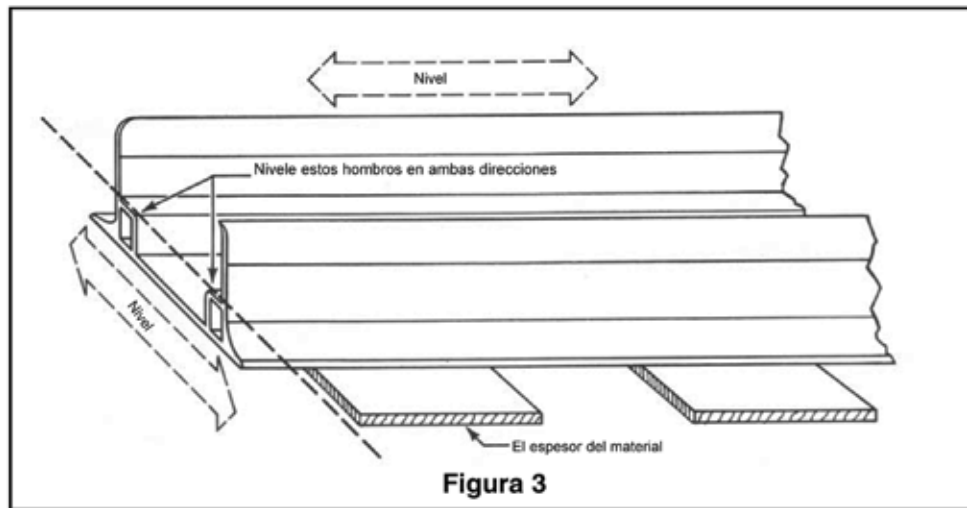 Nivel
Nivele estos hombros en ambas direcciones
Nivel
El espesor del material
Figura 3